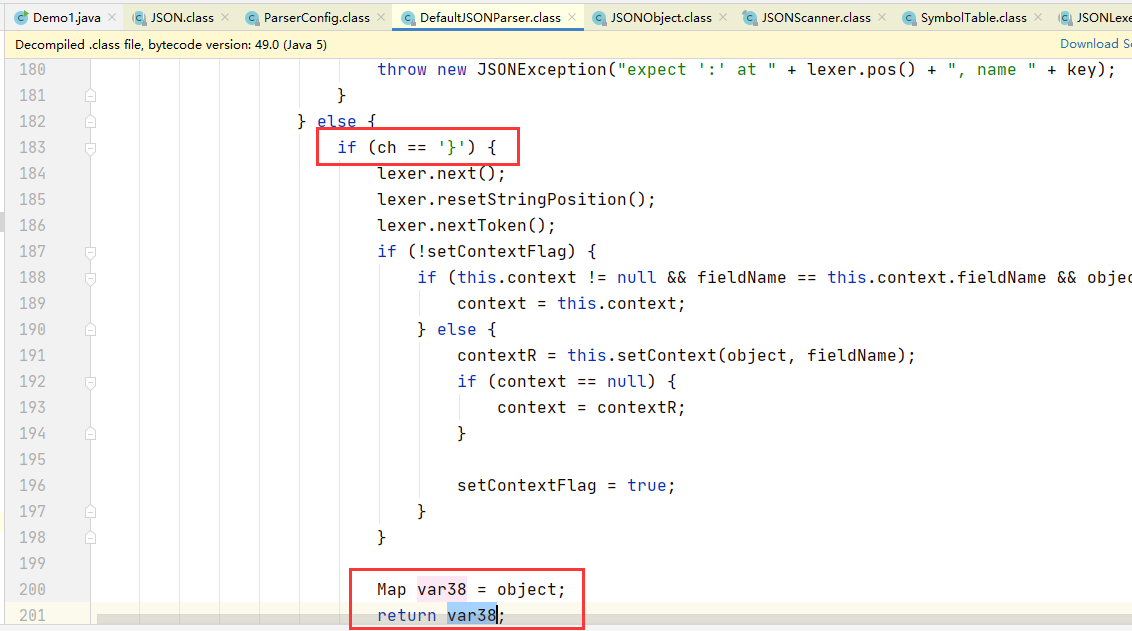 Demo1.java JSON.class ParserConfig.class DefaultJSONParser.class JSONObject.class JSONScanner.class SymbolTable.class JSONLexe
Decompiled .class file, bytecode version: 49.0 (Java 5) Download So
180 throw new JSONException("expect ':' at " + lexer.pos() + ", name " + key);
181 }
182 } else {
183 if (ch == '}') {
184 lexer.next();
185 lexer.resetStringPosition();
186 lexer.nextToken();
187 if (!setContextFlag) {
188 if (this.context != null && fieldName == this.context.fieldName && objec
189 context = this.context;
190 } else {
191 contextR = this.setContext(object, fieldName);
192 if (context == null) {
193 context = contextR;
194 }
195
196 setContextFlag = true;
197 }
198 }
199
200 Map var38 = object;
201 return var38;